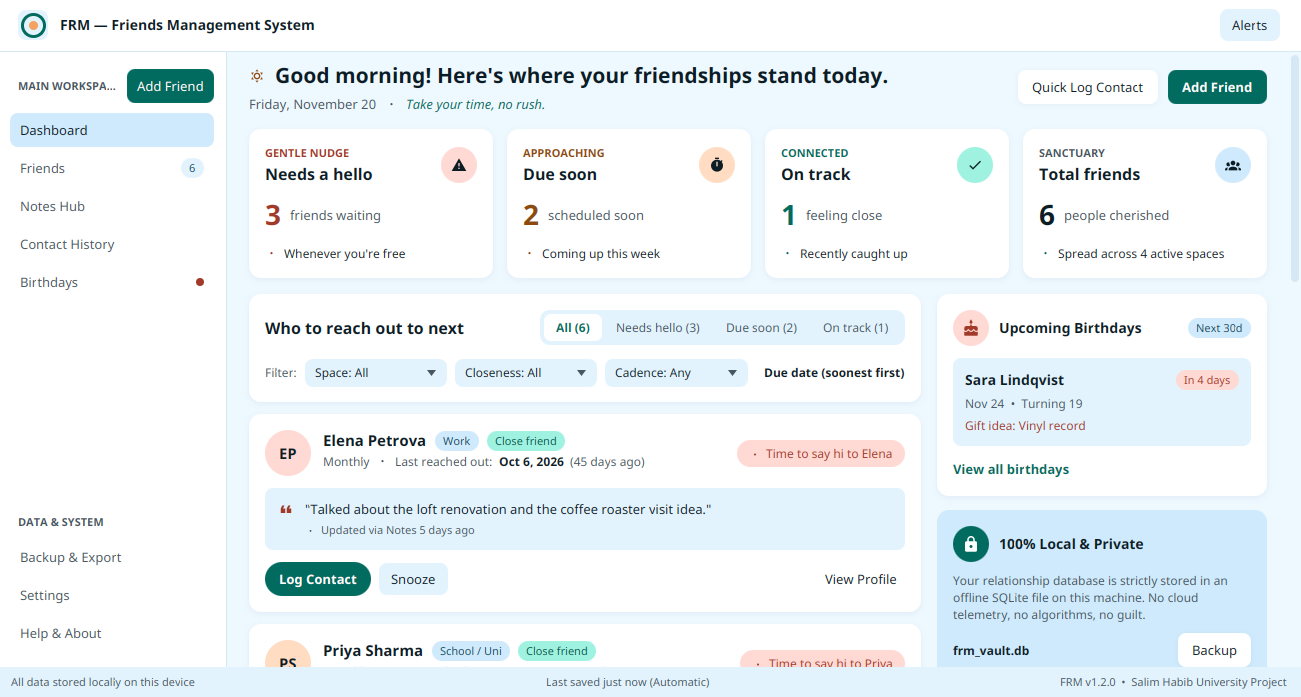 FRM — Friends Management System
Alerts
MAIN WORKSPA...
Add Friend
Dashboard
Friends 6
Notes Hub
Contact History
Birthdays
DATA & SYSTEM
Backup & Export
Settings
Help & About
Good morning! Here's where your friendships stand today.
Friday, November 20 · Take your time, no rush.
Quick Log Contact
Add Friend
GENTLE NUDGE
Needs a hello
3 friends waiting
· Whenever you're free
APPROACHING
Due soon
2 scheduled soon
· Coming up this week
CONNECTED
On track
1 feeling close
· Recently caught up
SANCTUARY
Total friends
6 people cherished
· Spread across 4 active spaces
Who to reach out to next
All (6) Needs hello (3) Due soon (2) On track (1)
Filter: Space: All Closeness: All Cadence: Any Due date (soonest first)
EP
Elena Petrova Work Close friend
Monthly · Last reached out: Oct 6, 2026 (45 days ago)
· Time to say hi to Elena
"Talked about the loft renovation and the coffee roaster visit idea."
· Updated via Notes 5 days ago
Log Contact Snooze View Profile
PS
Priya Sharma School / Uni Close friend
· Time to say hi to Priya
Upcoming Birthdays Next 30d
Sara Lindqvist In 4 days
Nov 24 • Turning 19
Gift idea: Vinyl record
View all birthdays
100% Local & Private
Your relationship database is strictly stored in an
offline SQLite file on this machine. No cloud
telemetry, no algorithms, no guilt.
frm_vault.db Backup
All data stored locally on this device
Last saved just now (Automatic)
FRM v1.2.0 • Salim Habib University Project